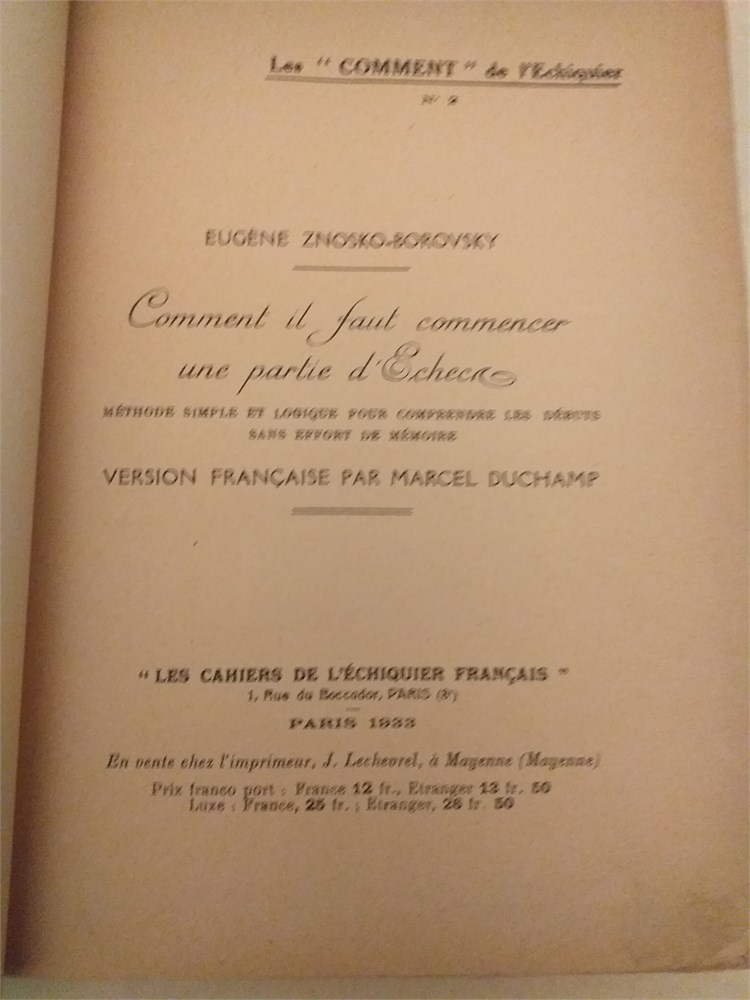 Les “ COMMENT ” de l'Echiquier
N° 2
EUGÈNE ZNOSKO-BOROVSKY
Comment il faut commencer
une partie d'Echecs
MÉTHODE SIMPLE ET LOGIQUE POUR COMPRENDRE LES DÉBUTS
SANS EFFORT DE MÉMOIRE
VERSION FRANÇAISE PAR MARCEL DUCHAMP
“ LES CAHIERS DE L'ÉCHIQUIER FRANÇAIS ”
1, Rue du Boccador, PARIS (8e)
PARIS 1933
En vente chez l'imprimeur, J. Lechevrel, à Mayenne (Mayenne)
Prix franco port : France 12 fr., Etranger 13 fr. 50
Luxe : France, 25 fr. ; Etranger, 28 fr. 50